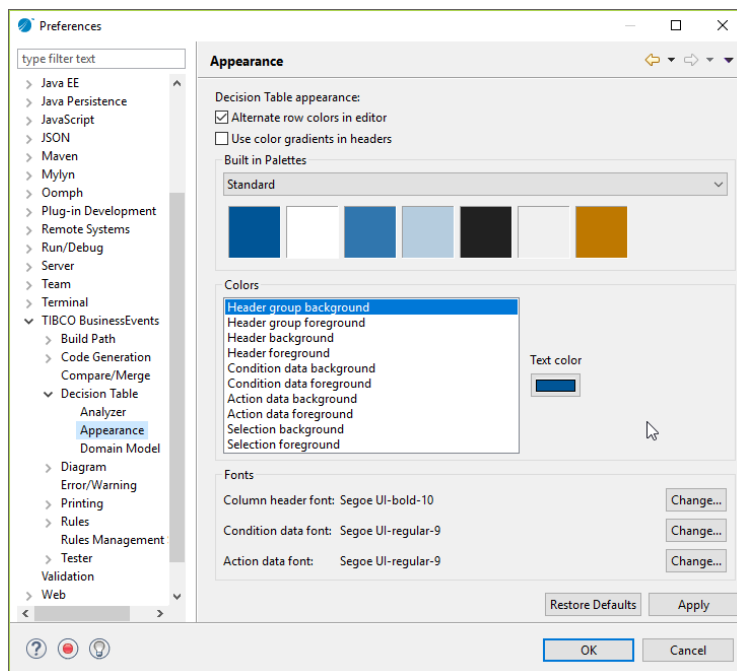 Preferences
type filter text
Java EE
Java Persistence
JavaScript
JSON
Maven
Mylyn
Oomph
Plug-in Development
Remote Systems
Run/Debug
Server
Team
Terminal
TIBCO BusinessEvents
Build Path
Code Generation
Compare/Merge
Decision Table
Analyzer
Appearance
Domain Model
Diagram
Error/Warning
Printing
Rules
Rules Management
Tester
Validation
Web
Appearance
Decision Table appearance:
Alternate row colors in editor
Use color gradients in headers
Built in Palettes
Standard
Colors
Header group background
Header group foreground
Header background
Header foreground
Condition data background
Condition data foreground
Action data background
Action data foreground
Selection background
Selection foreground
Text color
Fonts
Column header font: Segoe UI-bold-10 Change...
Condition data font: Segoe UI-regular-9 Change...
Action data font: Segoe UI-regular-9 Change...
Restore Defaults Apply
OK Cancel